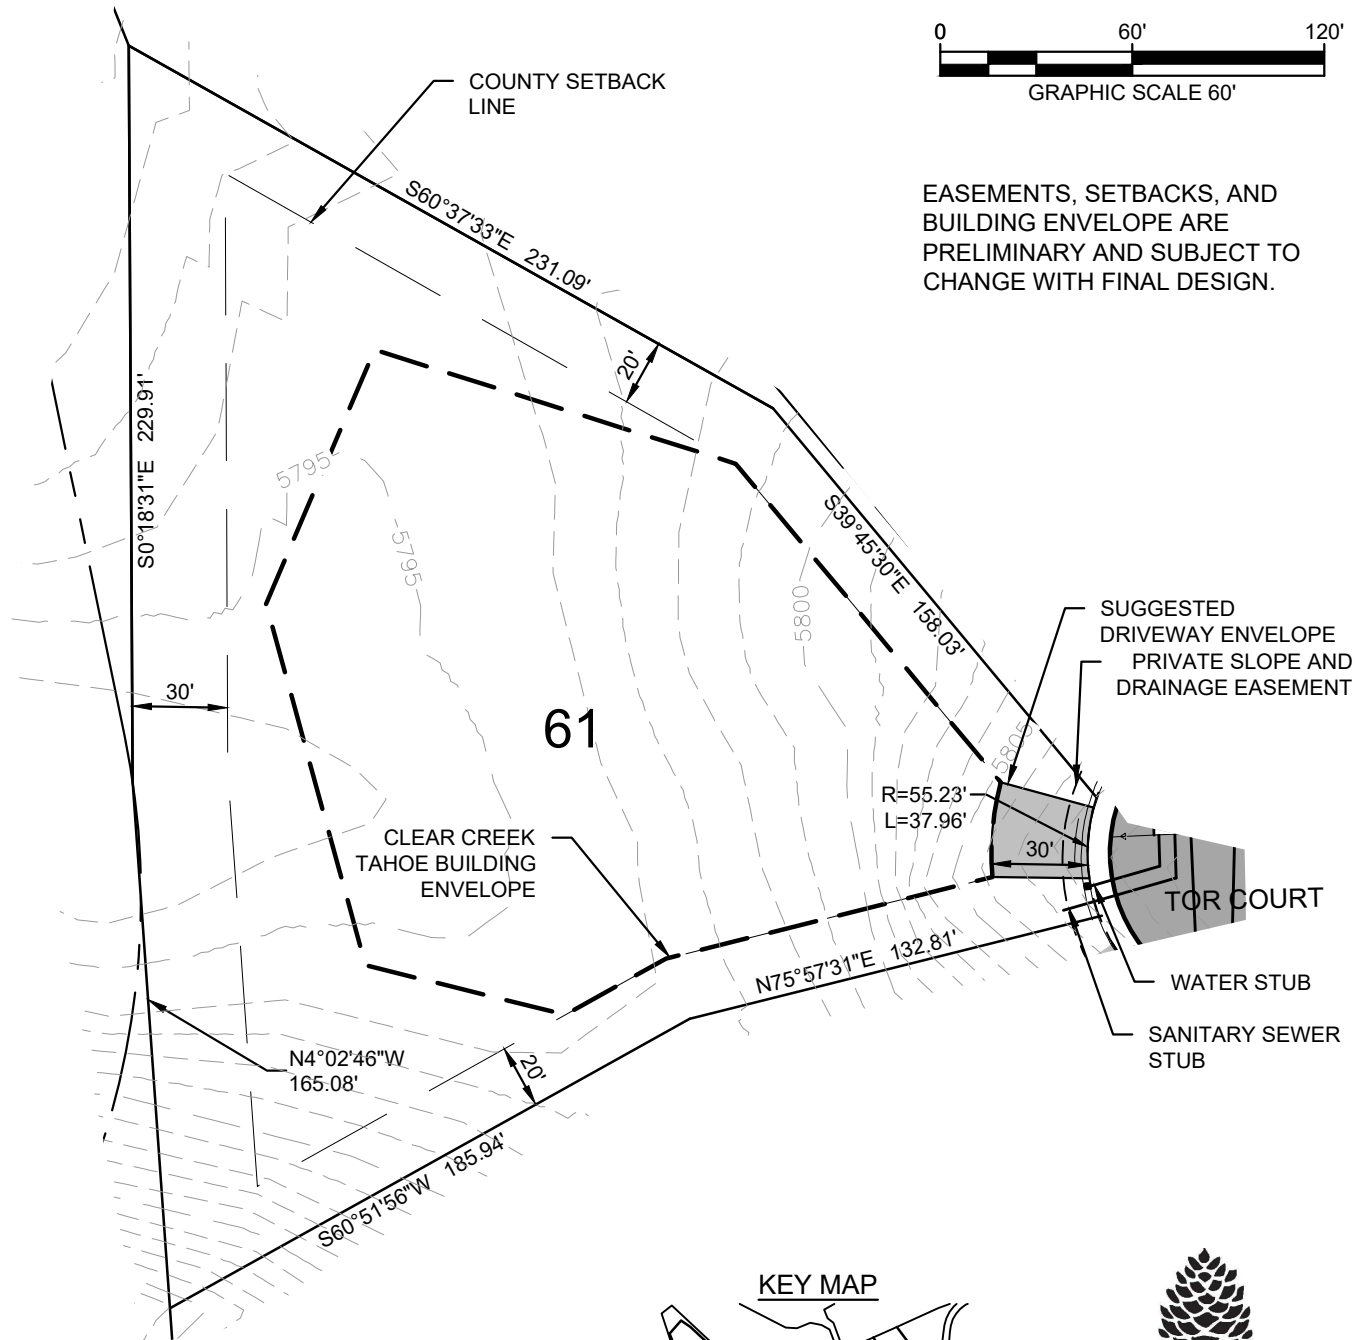 0 60' 120'
GRAPHIC SCALE 60'
COUNTY SETBACK
LINE
EASEMENTS, SETBACKS, AND
BUILDING ENVELOPE ARE
PRELIMINARY AND SUBJECT TO
CHANGE WITH FINAL DESIGN.
S60°37'33"E 231.09'
20'
S0°18'31"E 229.91'
5795
5795
S39°45'30"E 158.03'
5800
SUGGESTED
DRIVEWAY ENVELOPE
PRIVATE SLOPE AND
DRAINAGE EASEMENT
30'
61
5805
R=55.23'
L=37.96'
30'
CLEAR CREEK
TAHOE BUILDING
ENVELOPE
TOR COURT
N75°57'31"E 132.81'
WATER STUB
SANITARY SEWER
STUB
N4°02'46"W
165.08'
20'
S60°51'56"W 185.94'
KEY MAP